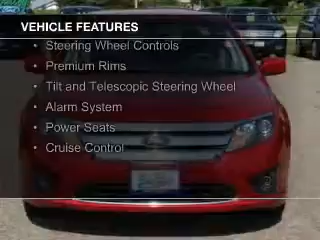 VEHICLE FEATURES
• Steering Wheel Controls
• Premium Rims
• Tilt and Telescopic Steering Wheel
• Alarm System
• Power Seats
• Cruise Control